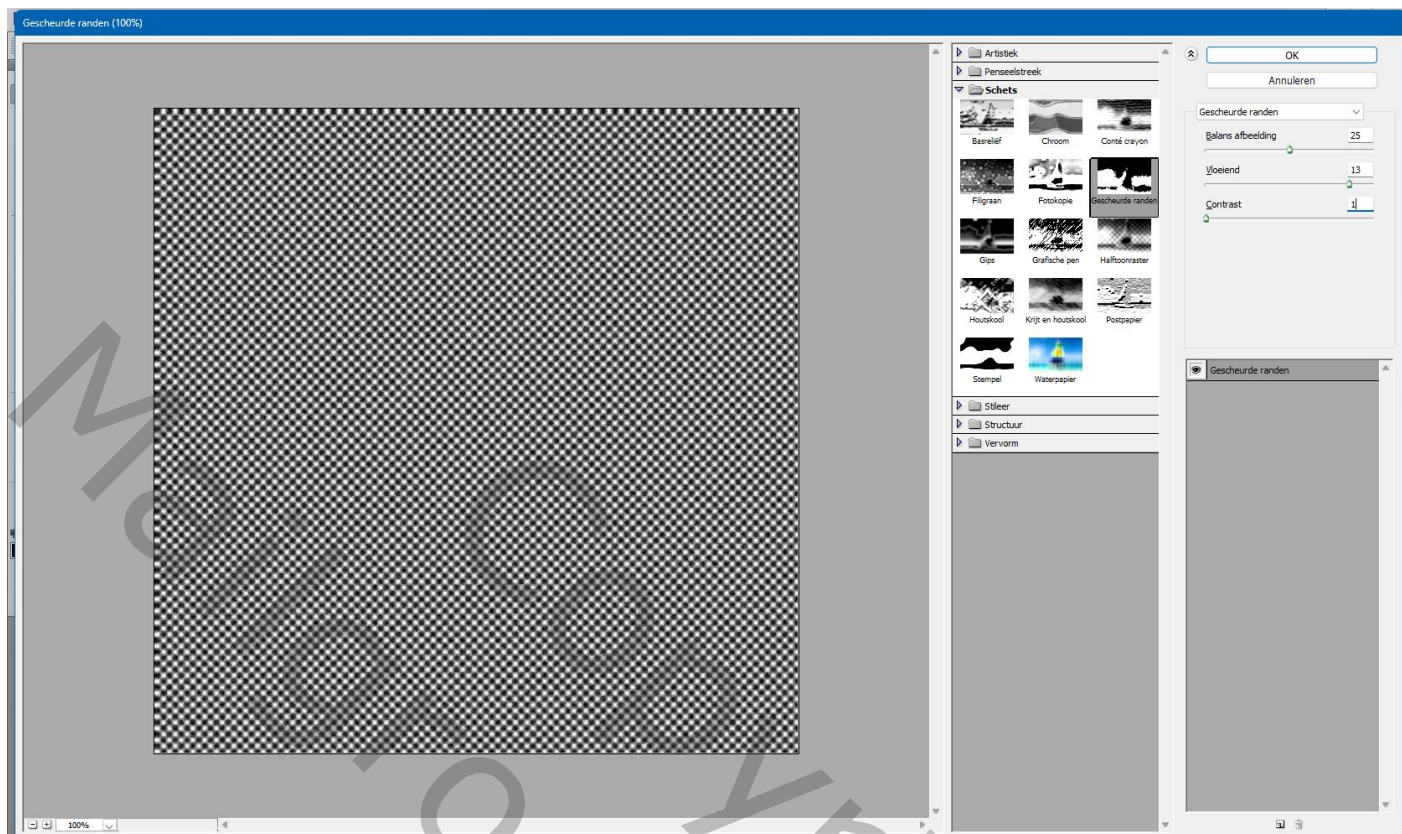 Gescheurde randen (100%)
Artistiek
Penseelstreek
Schets
Basreliëf
Chroom
Conté crayon
Filigraan
Fotokopie
Gescheurde randen
Gips
Grafische pen
Halftoonraster
Houtskool
Krijt en houtskool
Postpapier
Stempel
Waterpapier
Stileer
Structuur
Vervorm
OK
Annuleren
Gescheurde randen
Balans afbeelding 25
Vloeiend 13
Contrast 1
Gescheurde randen
100%